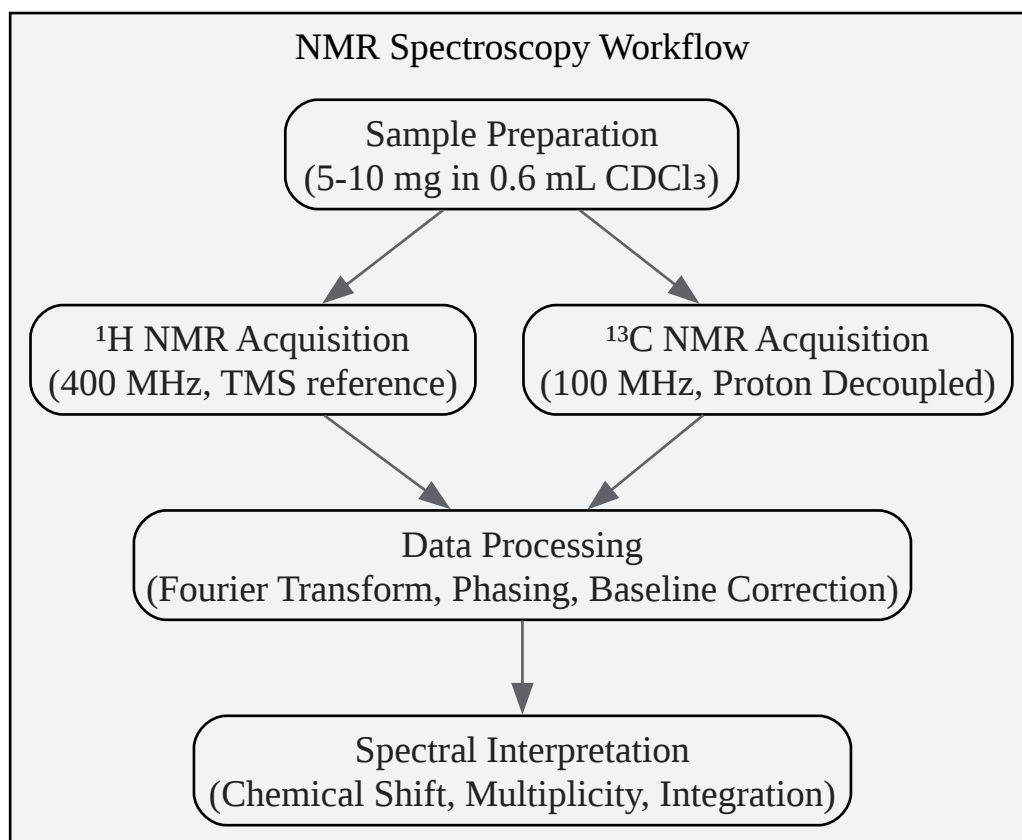 NMR Spectroscopy Workflow
Sample Preparation
(5-10 mg in 0.6 mL CDCl₃)
¹H NMR Acquisition
(400 MHz, TMS reference)
¹³C NMR Acquisition
(100 MHz, Proton Decoupled)
Data Processing
(Fourier Transform, Phasing, Baseline Correction)
Spectral Interpretation
(Chemical Shift, Multiplicity, Integration)